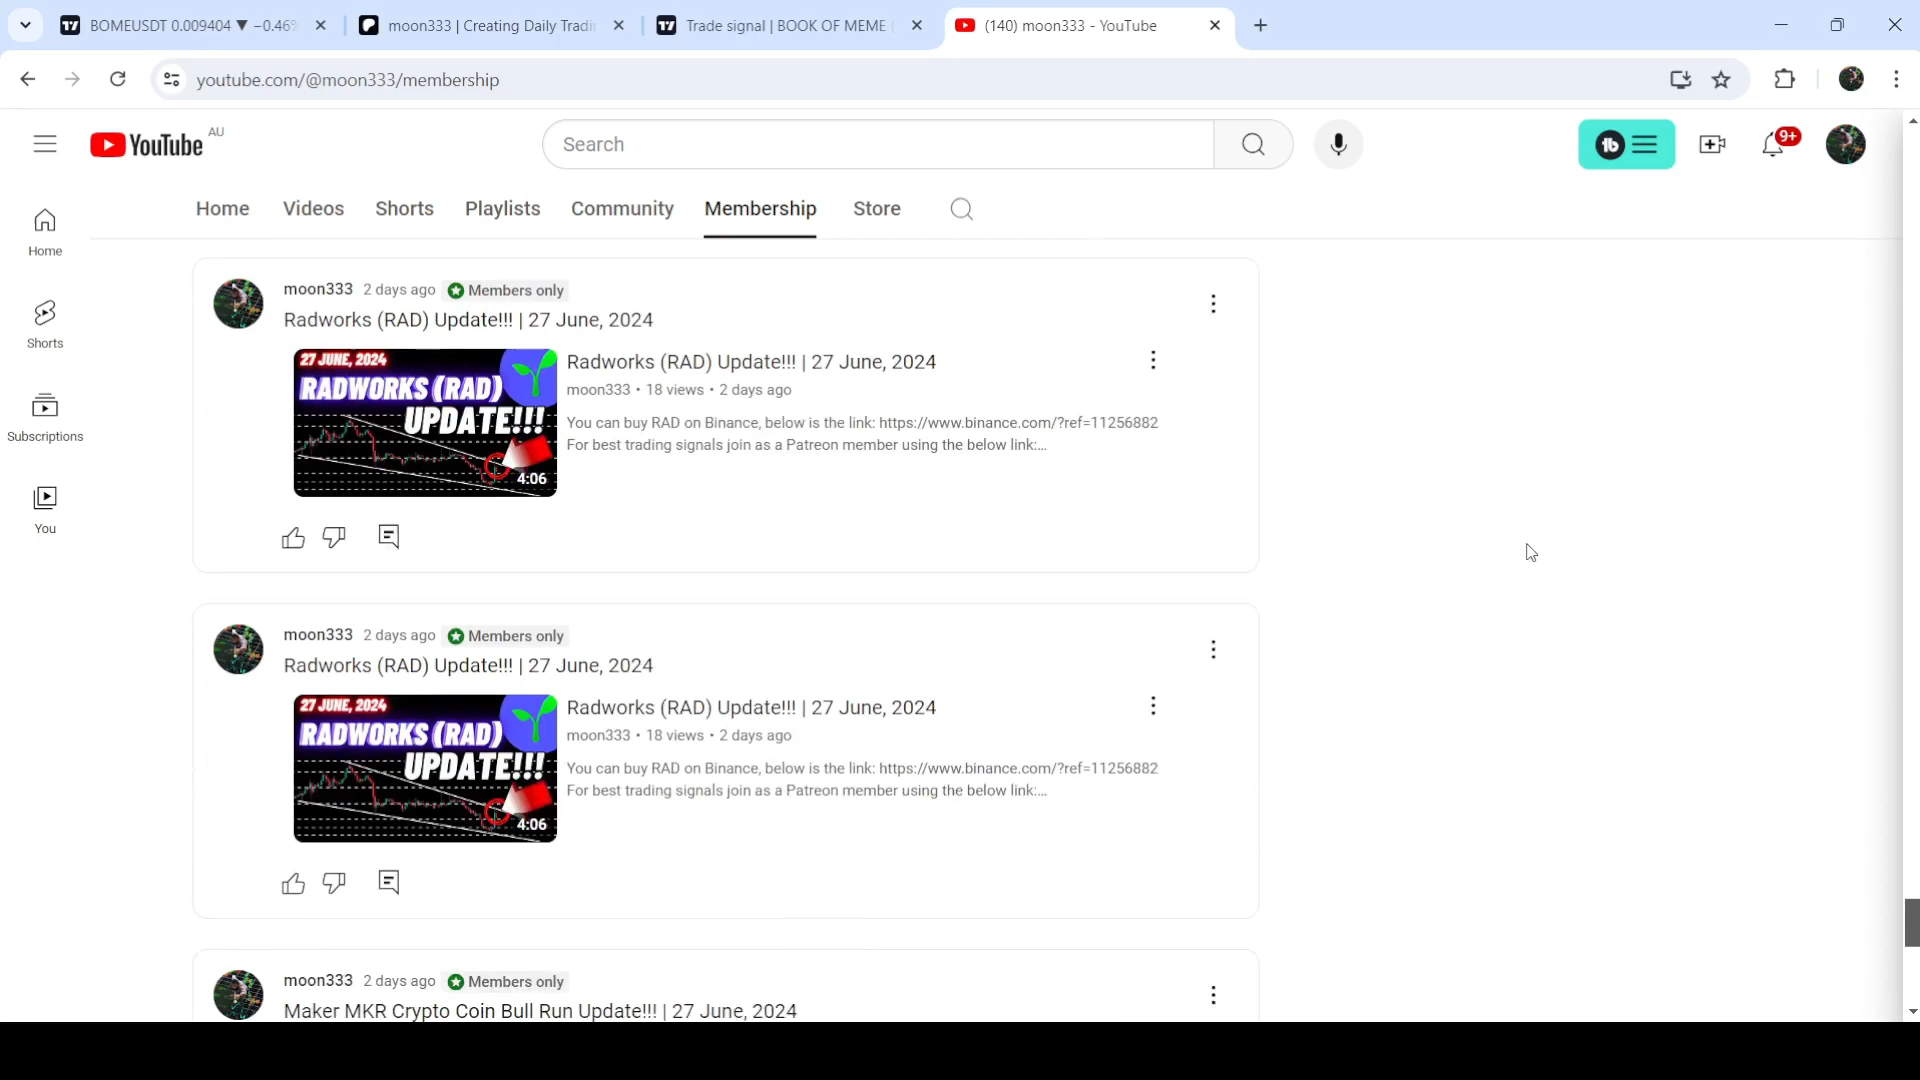 BOMEUSDT 0.009404 ▼ −0.46%
moon333 | Creating Daily Tradi
Trade signal | BOOK OF MEME (
(140) moon333 - YouTube
youtube.com/@moon333/membership
YouTube AU
Search
9+
Home
Videos
Shorts
Playlists
Community
Membership
Store
Home
Shorts
Subscriptions
You
moon333 2 days ago Members only
Radworks (RAD) Update!!! | 27 June, 2024
27 JUNE, 2024
RADWORKS (RAD)
UPDATE!!!
4:06
Radworks (RAD) Update!!! | 27 June, 2024
moon333 • 18 views • 2 days ago
You can buy RAD on Binance, below is the link: https://www.binance.com/?ref=11256882
For best trading signals join as a Patreon member using the below link:...
moon333 2 days ago Members only
Radworks (RAD) Update!!! | 27 June, 2024
27 JUNE, 2024
RADWORKS (RAD)
UPDATE!!!
4:06
Radworks (RAD) Update!!! | 27 June, 2024
moon333 • 18 views • 2 days ago
You can buy RAD on Binance, below is the link: https://www.binance.com/?ref=11256882
For best trading signals join as a Patreon member using the below link:...
moon333 2 days ago Members only
Maker MKR Crypto Coin Bull Run Update!!! | 27 June, 2024